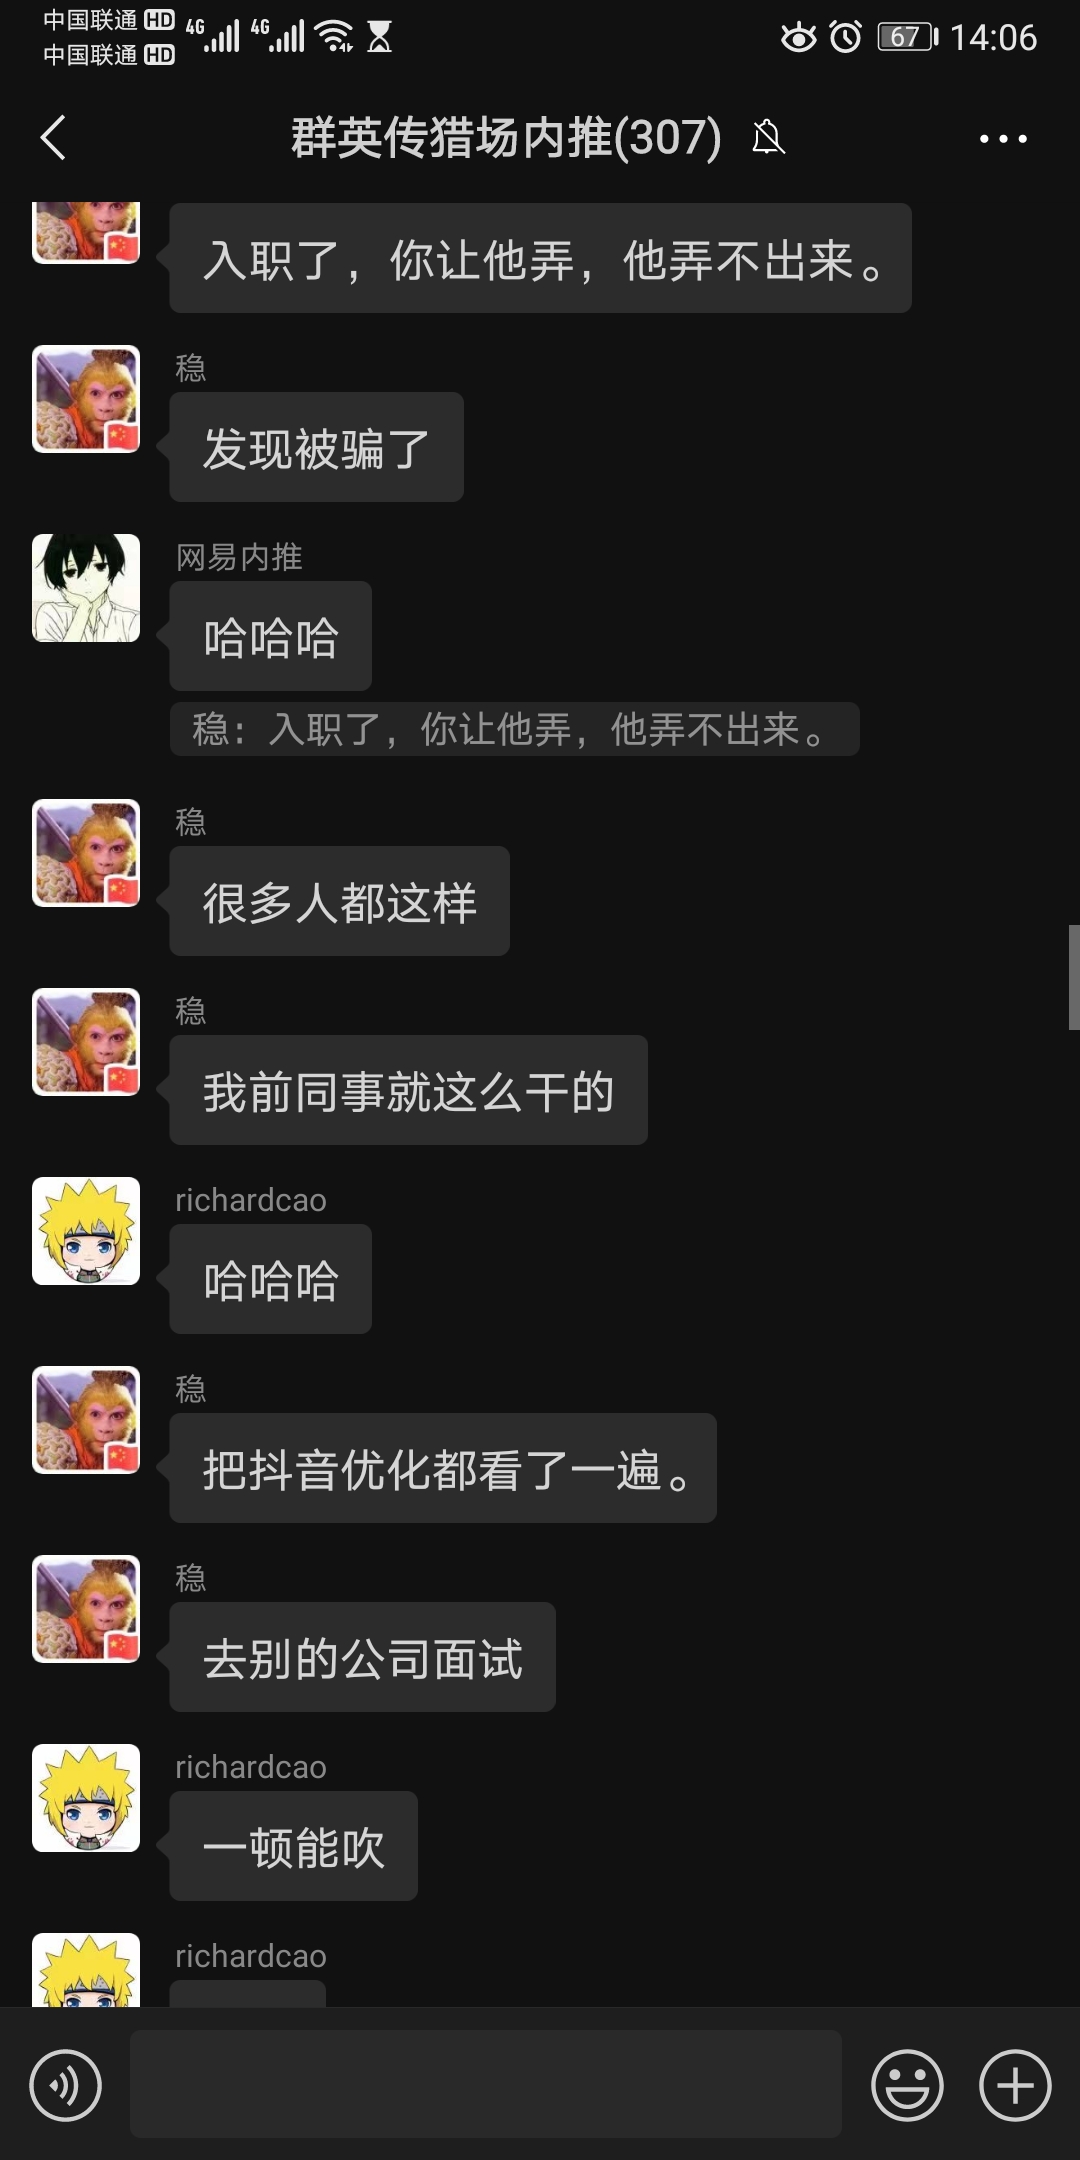 中国联通 HD 4G 4G 67 14:06
中国联通 HD
群英传猎场内推(307)
入职了，你让他弄，他弄不出来。
稳
发现被骗了
网易内推
哈哈哈
稳：入职了，你让他弄，他弄不出来。
稳
很多人都这样
稳
我前同事就这么干的
richardcao
哈哈哈
稳
把抖音优化都看了一遍。
稳
去别的公司面试
richardcao
一顿能吹
richardcao